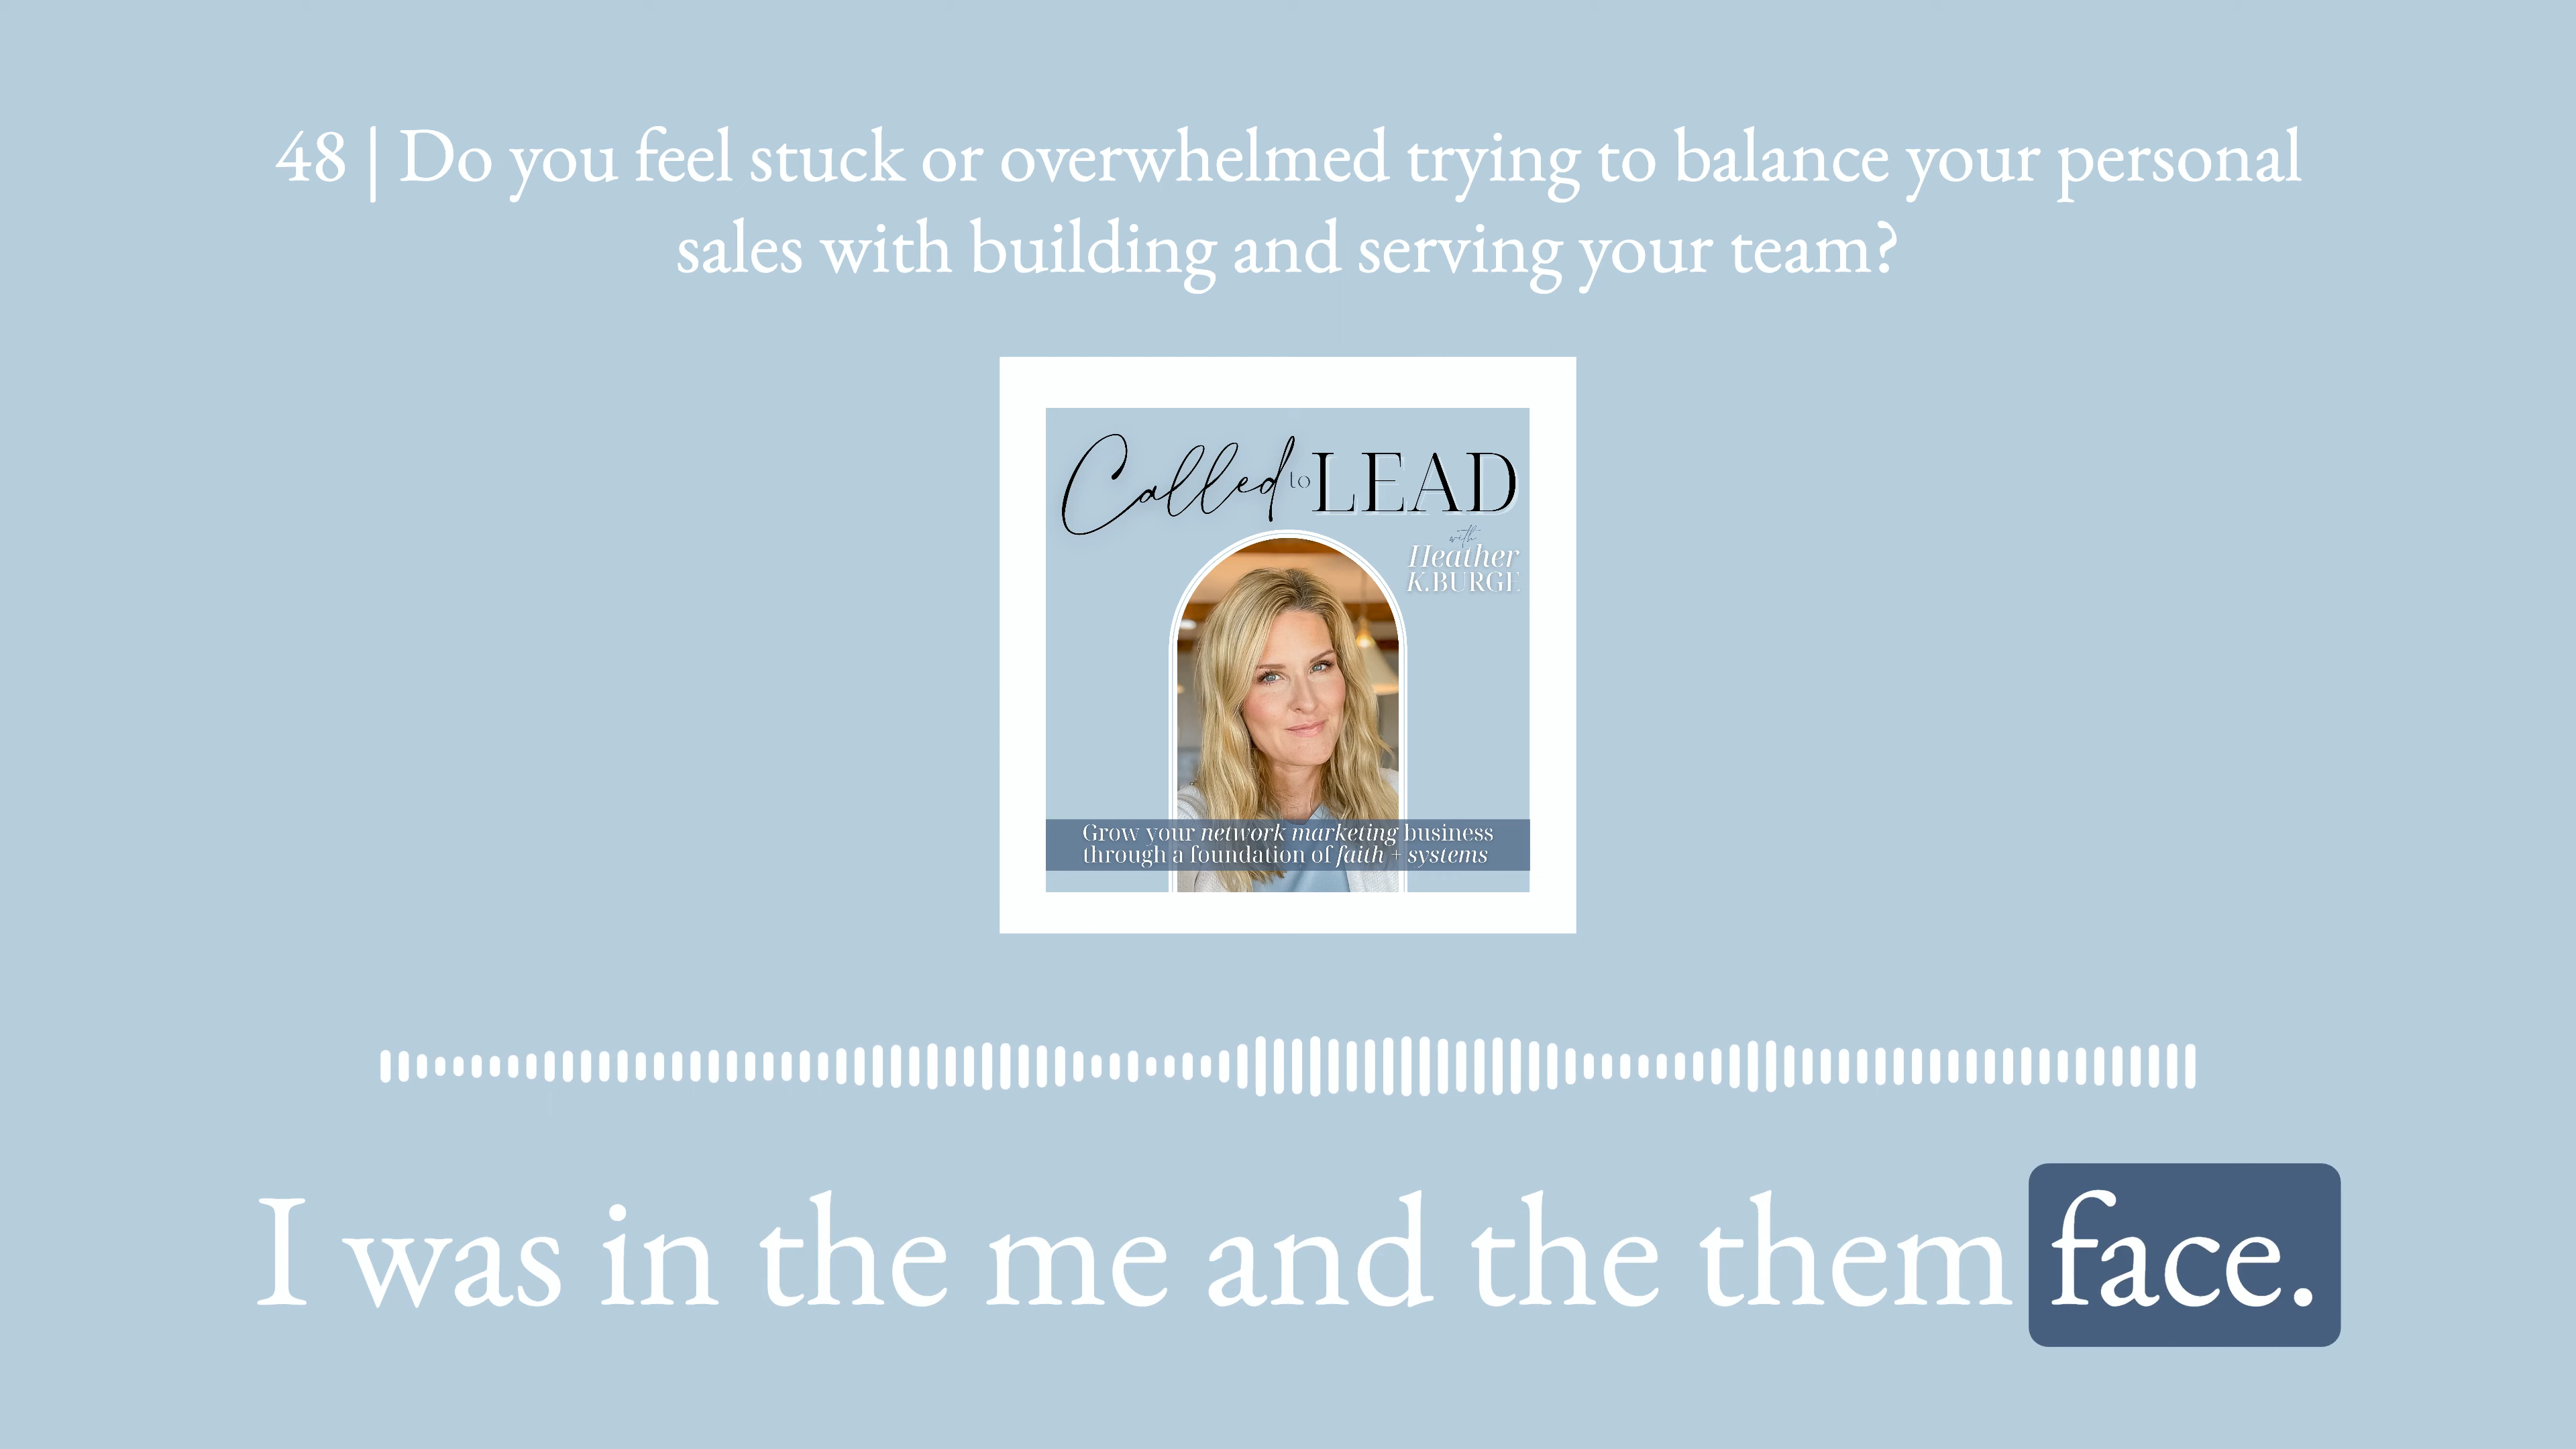 48 | Do you feel stuck or overwhelmed trying to balance your personal
sales with building and serving your team?
Called to LEAD
with
Heather
K.BURGE
Grow your network marketing business
through a foundation of faith + systems
I was in the me and the them face.